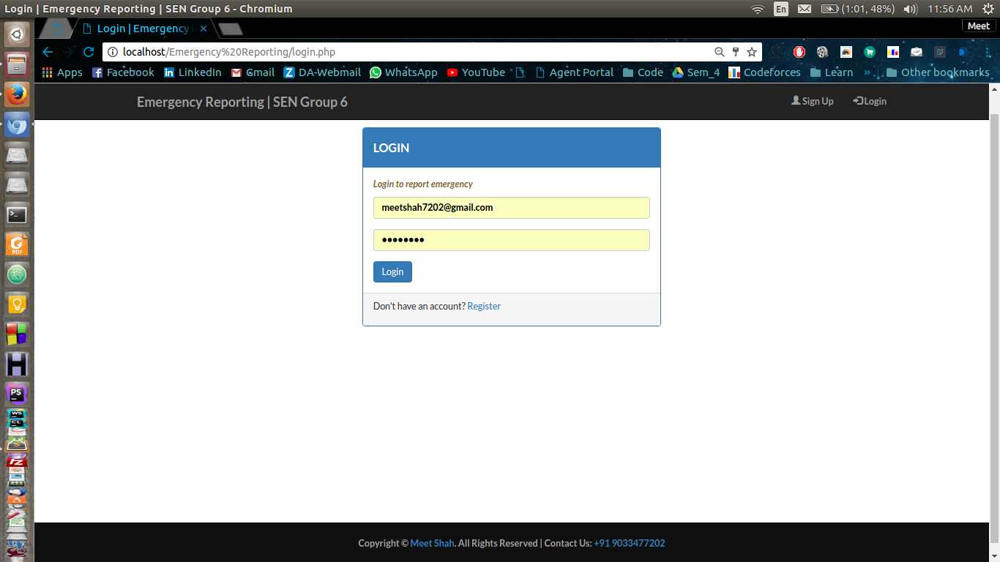 Login | Emergency Reporting | SEN Group 6 - Chromium
En
(1:01, 48%)
11:56 AM
Login | Emergency
Meet
localhost/Emergency%20Reporting/login.php
Apps
Facebook
LinkedIn
Gmail
DA-Webmail
WhatsApp
YouTube
Agent Portal
Code
Sem_4
Codeforces
Learn
»
Other bookmarks
Emergency Reporting | SEN Group 6
Sign Up
Login
LOGIN
Login to report emergency
meetshah7202@gmail.com
••••••••
Login
Don't have an account? Register
PDF
PS
WS
CL
Copyright © Meet Shah. All Rights Reserved | Contact Us: +91 9033477202